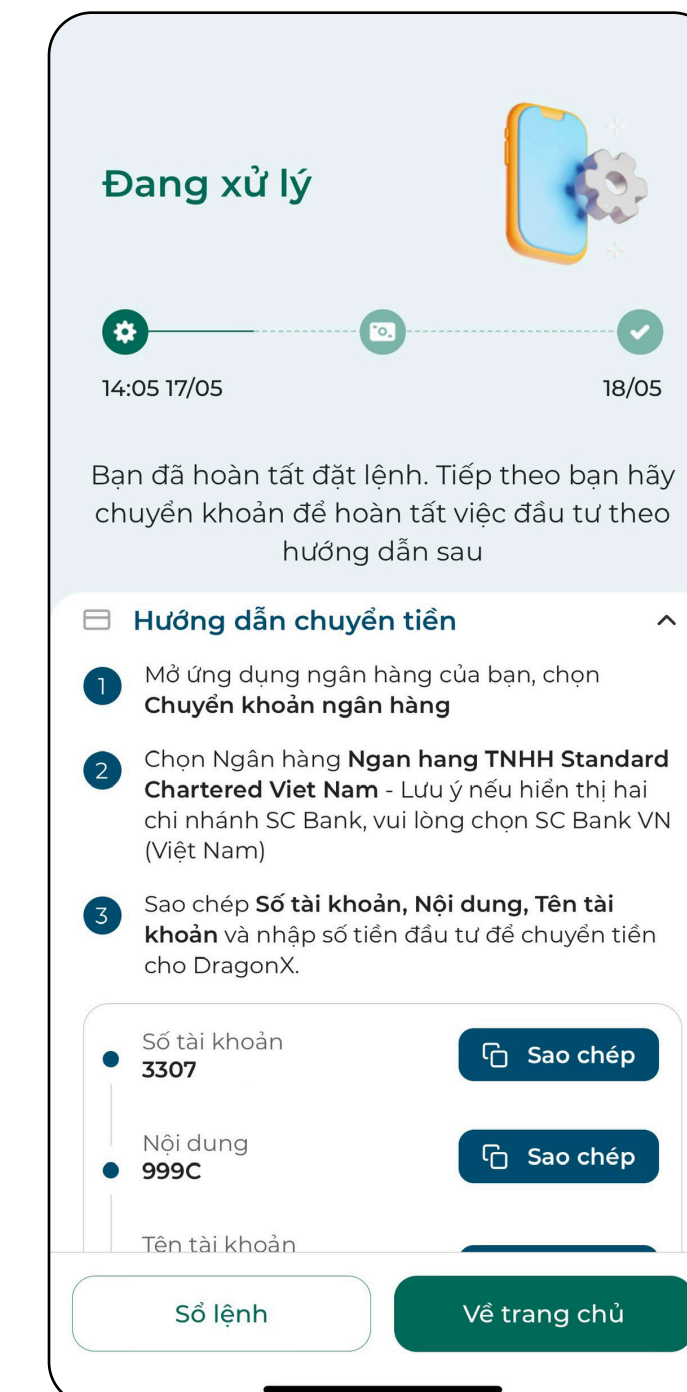 Đang xử lý
14:05 17/05
18/05
Bạn đã hoàn tất đặt lệnh. Tiếp theo bạn hãy
chuyển khoản để hoàn tất việc đầu tư theo
hướng dẫn sau
Hướng dẫn chuyển tiền
1 Mở ứng dụng ngân hàng của bạn, chọn
Chuyển khoản ngân hàng
2 Chọn Ngân hàng Ngan hang TNHH Standard
Chartered Viet Nam - Lưu ý nếu hiển thị hai
chi nhánh SC Bank, vui lòng chọn SC Bank VN
(Việt Nam)
3 Sao chép Số tài khoản, Nội dung, Tên tài
khoản và nhập số tiền đầu tư để chuyển tiền
cho DragonX.
Số tài khoản
3307
Sao chép
Nội dung
999C
Sao chép
Tên tài khoản
Sổ lệnh
Về trang chủ